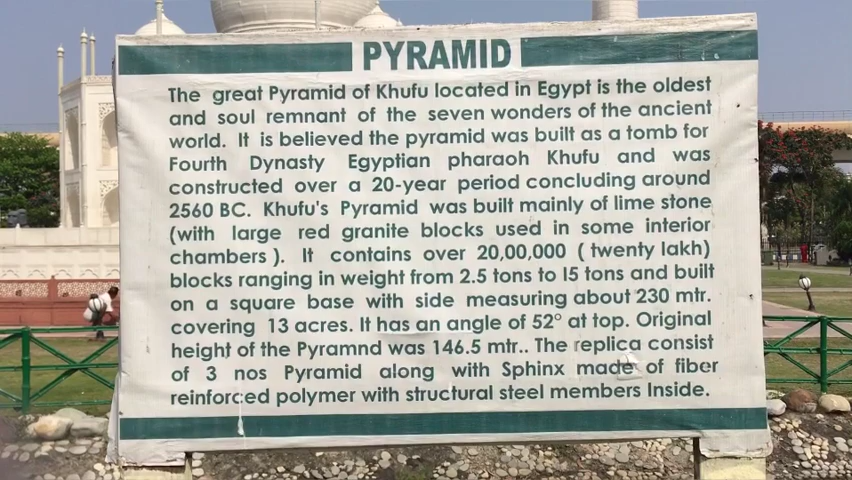 PYRAMID
The great Pyramid of Khufu located in Egypt is the oldest
and soul remnant of the seven wonders of the ancient
world. It is believed the pyramid was built as a tomb for
Fourth Dynasty Egyptian pharaoh Khufu and was
constructed over a 20-year period concluding around
2560 BC. Khufu's Pyramid was built mainly of lime stone
(with large red granite blocks used in some interior
chambers ). It contains over 20,00,000 ( twenty lakh)
blocks ranging in weight from 2.5 tons to I5 tons and built
on a square base with side measuring about 230 mtr.
covering 13 acres. It has an angle of 52° at top. Original
height of the Pyramnd was 146.5 mtr.. The replica consist
of 3 nos Pyramid along with Sphinx made of fiber
reinforced polymer with structural steel members Inside.